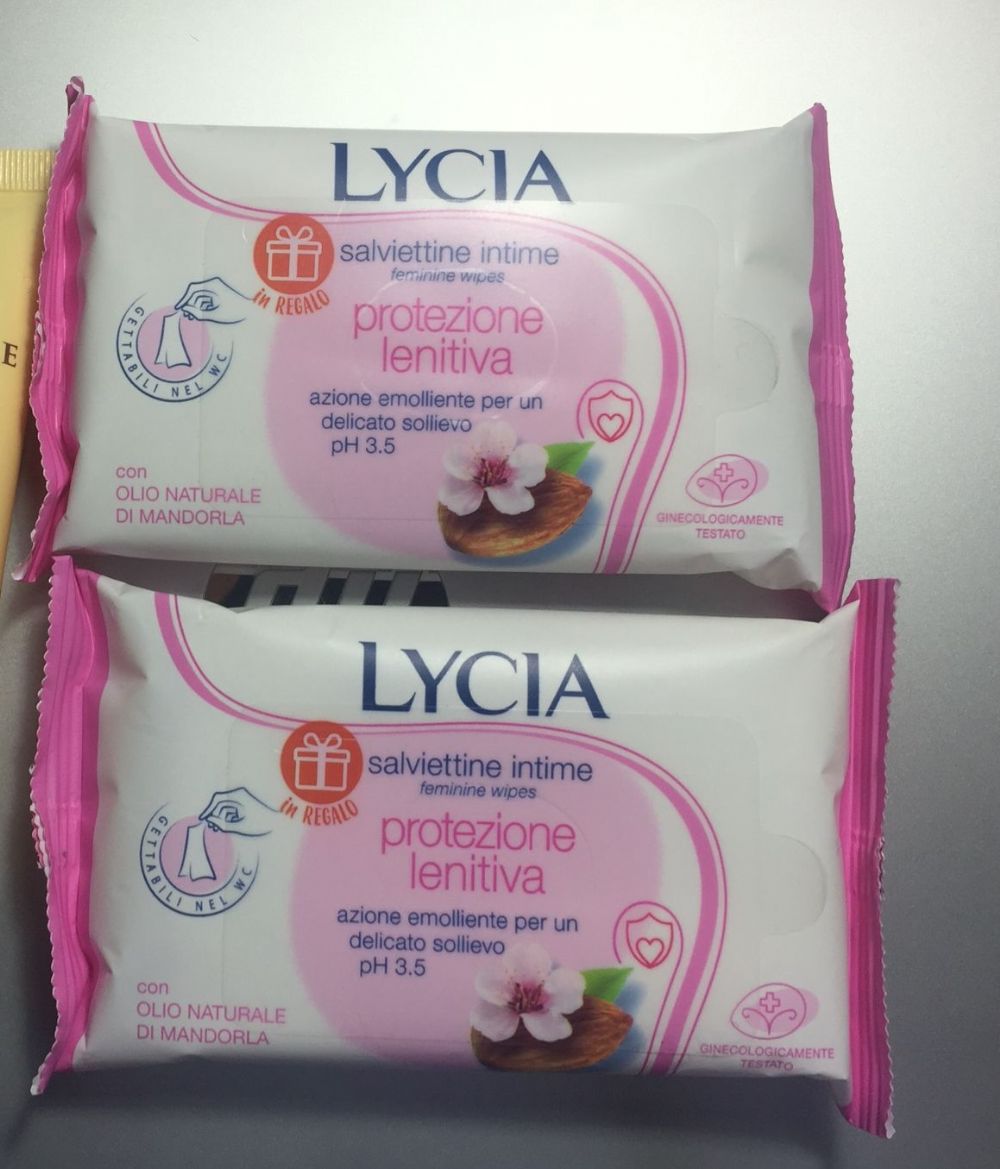 LYCIA
salviettine intime
feminine wipes
in REGALO
protezione
lenitiva
GETTABILI NEL WC
azione emolliente per un
delicato sollievo
pH 3.5
con
OLIO NATURALE
DI MANDORLA
GINECOLOGICAMENTE
TESTATO
E
LYCIA
salviettine intime
feminine wipes
in REGALO
protezione
lenitiva
GETTABILI NEL WC
azione emolliente per un
delicato sollievo
pH 3.5
con
OLIO NATURALE
DI MANDORLA
GINECOLOGICAMENTE
TESTATO